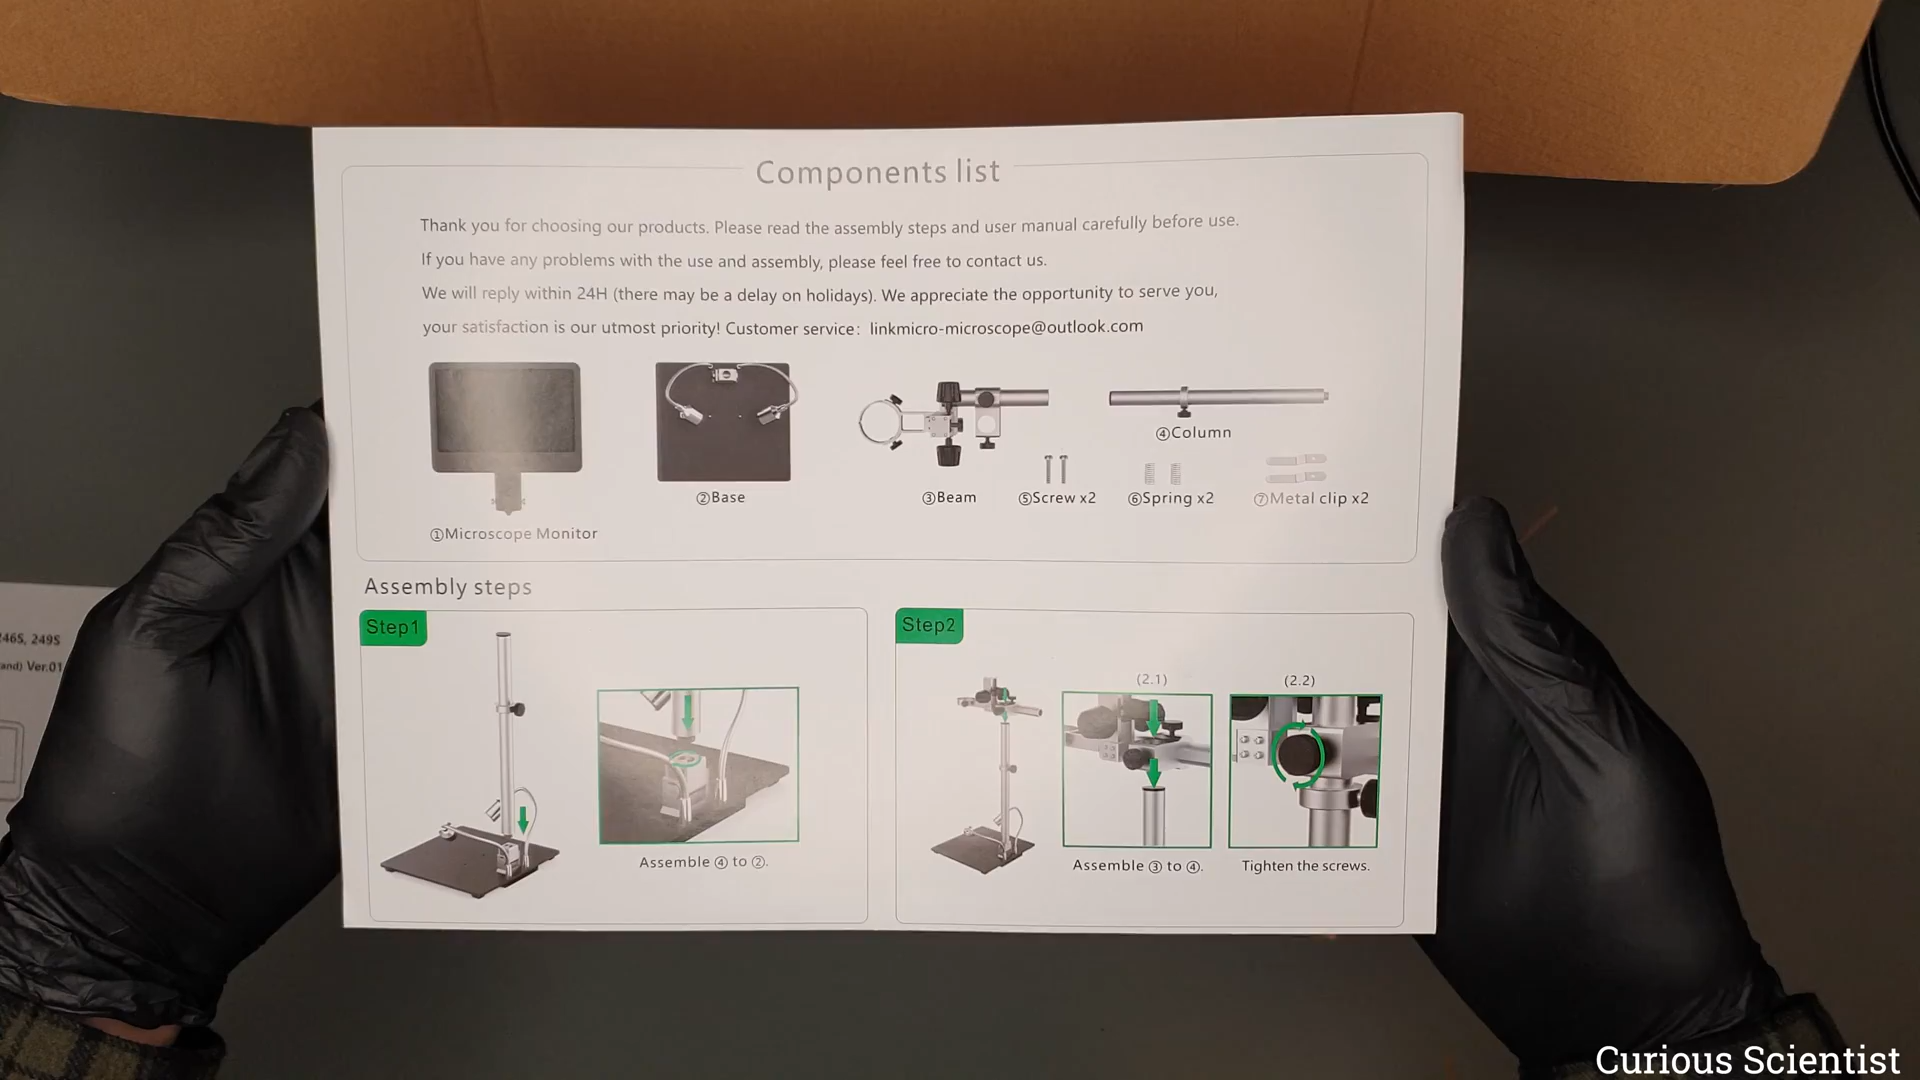 Components list
Thank you for choosing our products. Please read the assembly steps and user manual carefully before use.
If you have any problems with the use and assembly, please feel free to contact us.
We will reply within 24H (there may be a delay on holidays). We appreciate the opportunity to serve you,
your satisfaction is our utmost priority! Customer service: linkmicro-microscope@outlook.com
④Column
②Base
③Beam
⑤Screw x2
⑥Spring x2
⑦Metal clip x2
①Microscope Monitor
Assembly steps
Step1
Assemble ④ to ②.
Step2
(2.1)
(2.2)
Assemble ③ to ④.
Tighten the screws.
246S, 249S
and) Ver.01
Curious Scientist